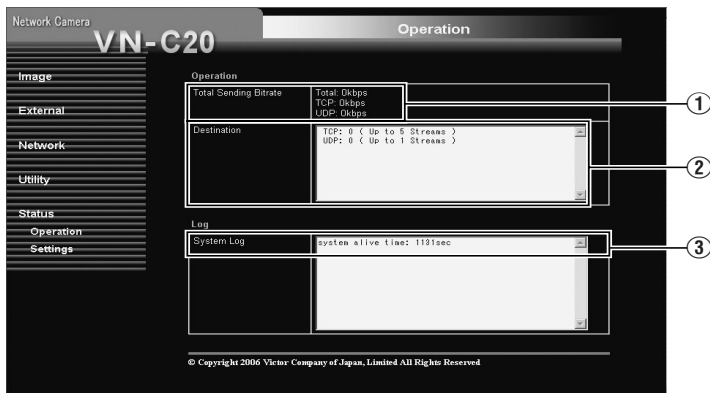 Network Camera
VN-C20
Operation
Image
External
Network
Utility
Status
Operation
Settings
Operation
Total Sending Bitrate
Total: 0kbps
TCP: 0kbps
UDP: 0kbps
1
Destination
TCP: 0 ( Up to 5 Streams )
UDP: 0 ( Up to 1 Streams )
2
Log
System Log
system alive time: 1131sec
3
© Copyright 2006 Victor Company of Japan, Limited All Rights Reserved